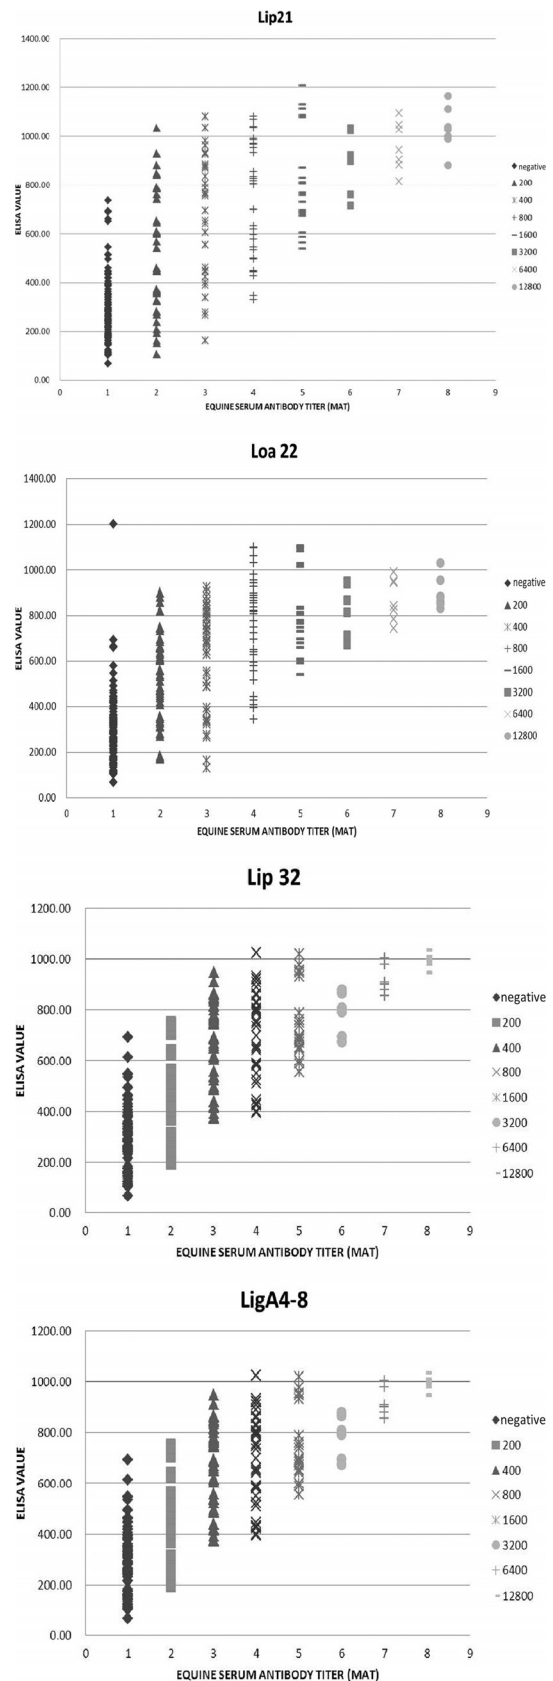 Lip21
1400.00
1200.00
1000.00
800.00
600.00
400.00
200.00
0.00
ELISA VALUE
0 1 2 3 4 5 6 7 8 9
EQUINE SERUM ANTIBODY TITER (MAT)
negative
200
400
800
1600
3200
6400
12800
Loa 22
1400.00
1200.00
1000.00
800.00
600.00
400.00
200.00
0.00
ELISA VALUE
0 1 2 3 4 5 6 7 8 9
EQUINE SERUM ANTIBODY TITER (MAT)
negative
200
400
800
1600
3200
6400
12800
Lip 32
1200.00
1000.00
800.00
600.00
400.00
200.00
0.00
ELISA VALUE
0 1 2 3 4 5 6 7 8 9
EQUINE SERUM ANTIBODY TITER (MAT)
negative
200
400
800
1600
3200
6400
12800
LigA4-8
1200.00
1000.00
800.00
600.00
400.00
200.00
0.00
ELISA VALUE
0 1 2 3 4 5 6 7 8 9
EQUINE SERUM ANTIBODY TITER (MAT)
negative
200
400
800
1600
3200
6400
12800